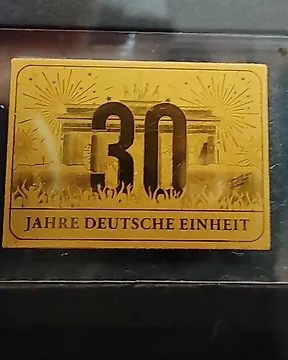 30
JAHRE DEUTSCHE EINHEIT